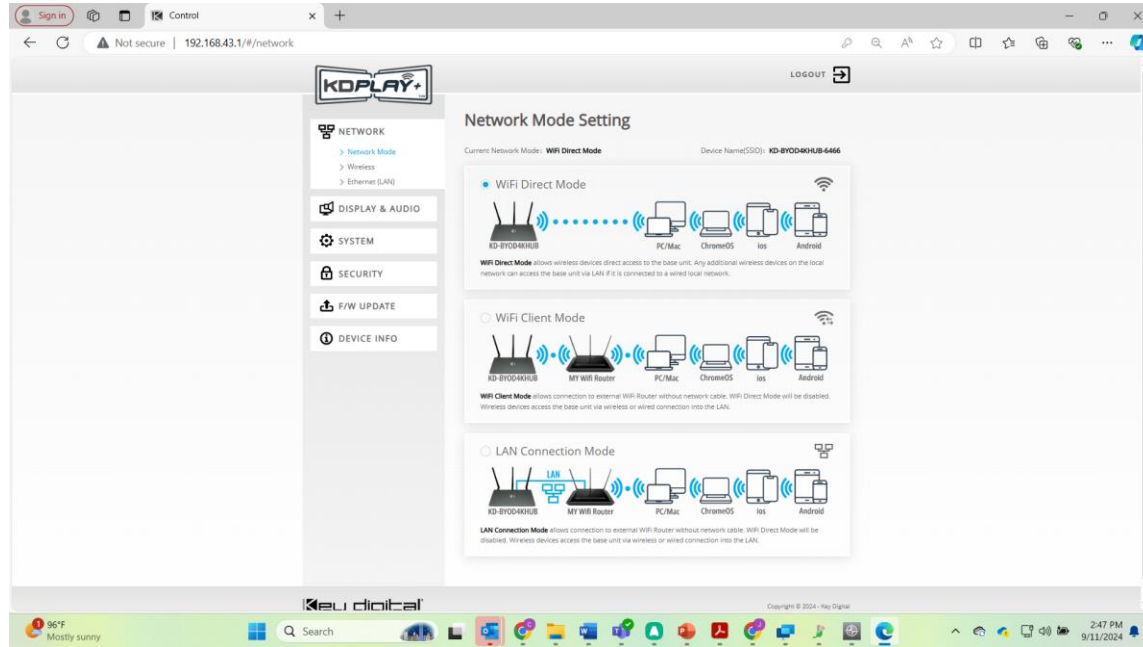 Sign in
Control
Not secure | 192.168.43.1/#/network
KDPLAY+
LOGOUT
NETWORK
> Network Mode
> Wireless
> Ethernet (LAN)
DISPLAY & AUDIO
SYSTEM
SECURITY
F/W UPDATE
DEVICE INFO
Network Mode Setting
Current Network Mode: WiFi Direct Mode Device Name(SSID): KD-BYOD4KHUB-6466
WiFi Direct Mode
KD-BYOD4KHUB PC/Mac ChromeOS ios Android
WiFi Direct Mode allows wireless devices direct access to the base unit. Any additional wireless devices on the local
network can access the base unit via LAN if it is connected to a wired local network.
WiFi Client Mode
KD-BYOD4KHUB MY Wifi Router PC/Mac ChromeOS ios Android
WiFi Client Mode allows connection to external WiFi Router without network cable. WiFi Direct Mode will be disabled.
Wireless devices access the base unit via wireless or wired connection into the LAN.
LAN Connection Mode
LAN
KD-BYOD4KHUB MY Wifi Router PC/Mac ChromeOS ios Android
LAN Connection Mode allows connection to external WiFi Router without network cable. WiFi Direct Mode will be
disabled. Wireless devices access the base unit via wireless or wired connection into the LAN.
Key digital
Copyright © 2024 - Key Digital
1
96°F
Mostly sunny
Search
2:47 PM
9/11/2024